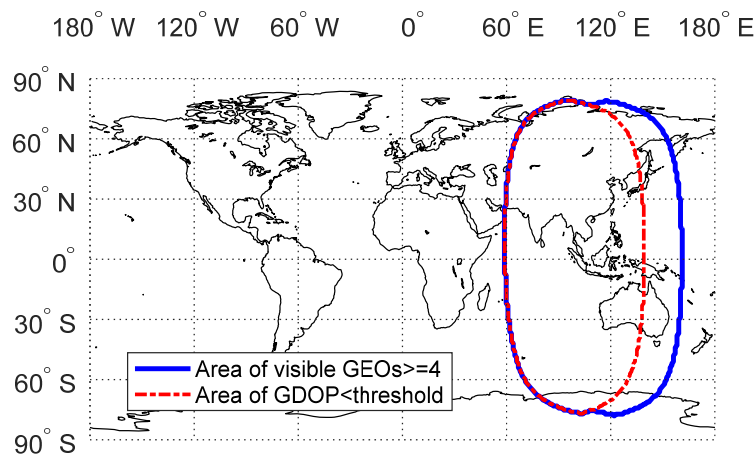 180° W 120° W 60° W 0° 60° E 120° E 180° E
90° N
60° N
30° N
0°
30° S
60° S
90° S
Area of visible GEOs>=4
Area of GDOP<threshold